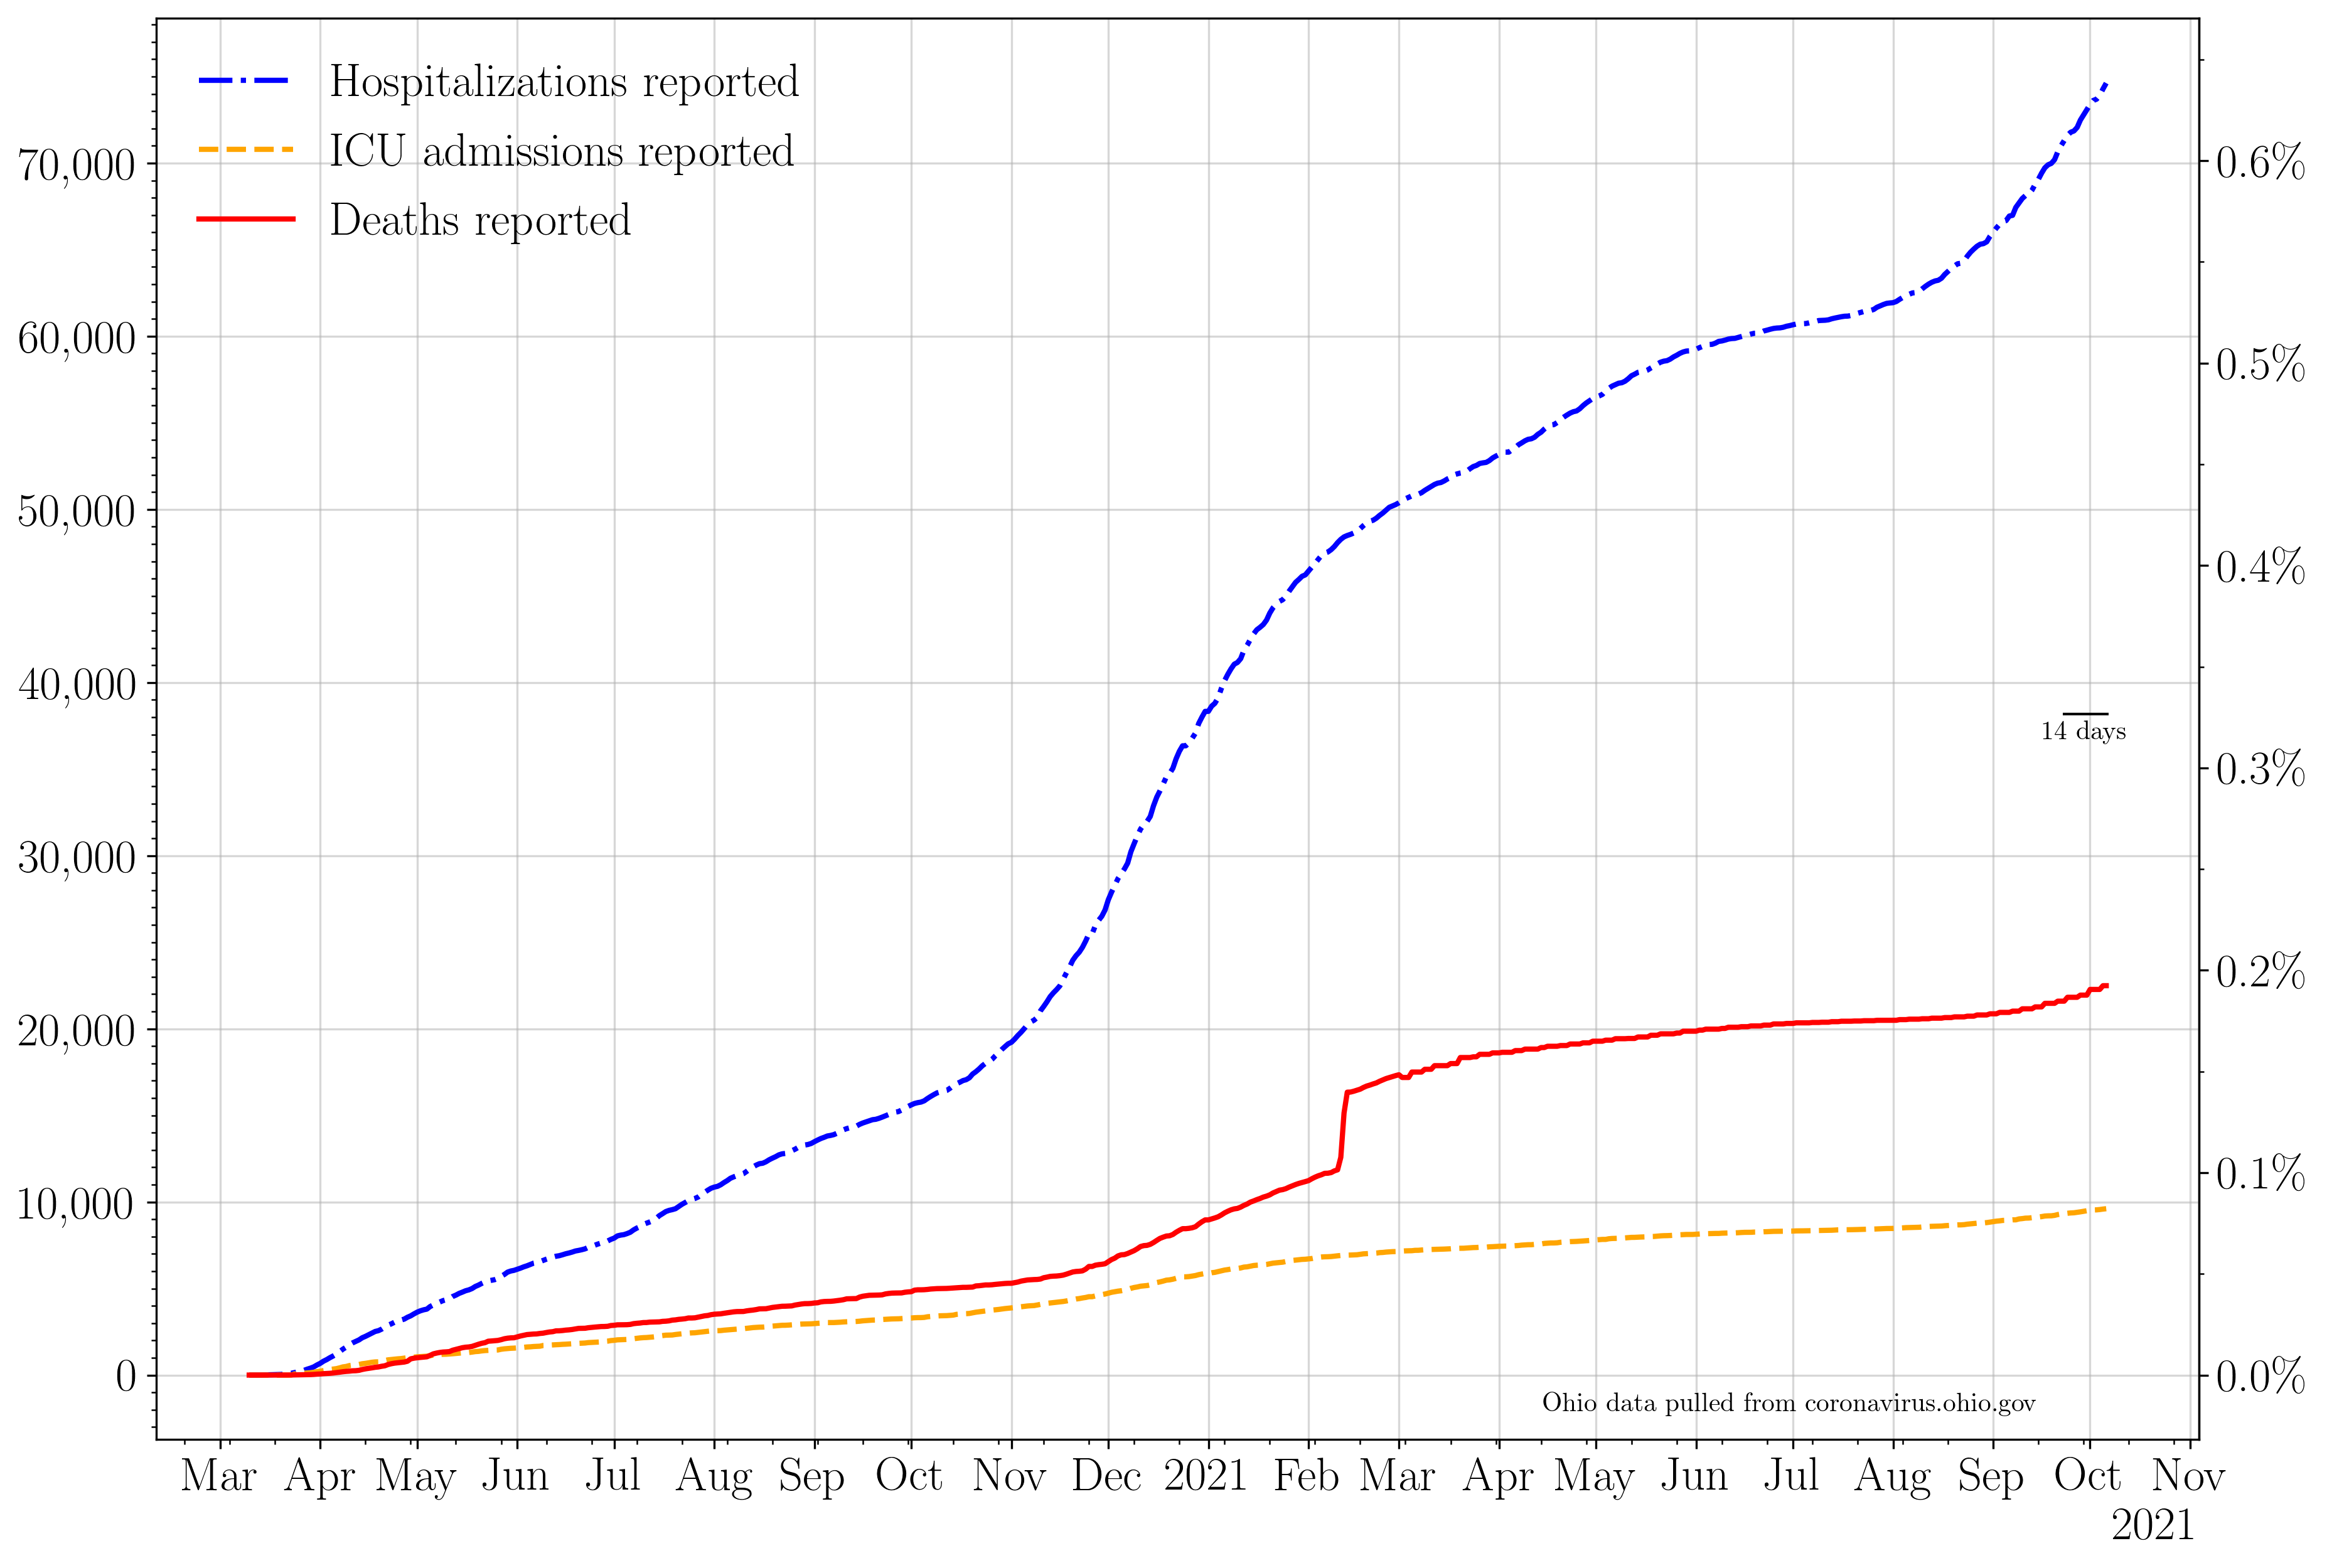 Hospitalizations reported
ICU admissions reported
Deaths reported
70,000
60,000
50,000
40,000
30,000
20,000
10,000
0
0.6%
0.5%
0.4%
0.3%
0.2%
0.1%
0.0%
14 days
Ohio data pulled from coronavirus.ohio.gov
Mar Apr May Jun Jul Aug Sep Oct Nov Dec 2021 Feb Mar Apr May Jun Jul Aug Sep Oct Nov
2021